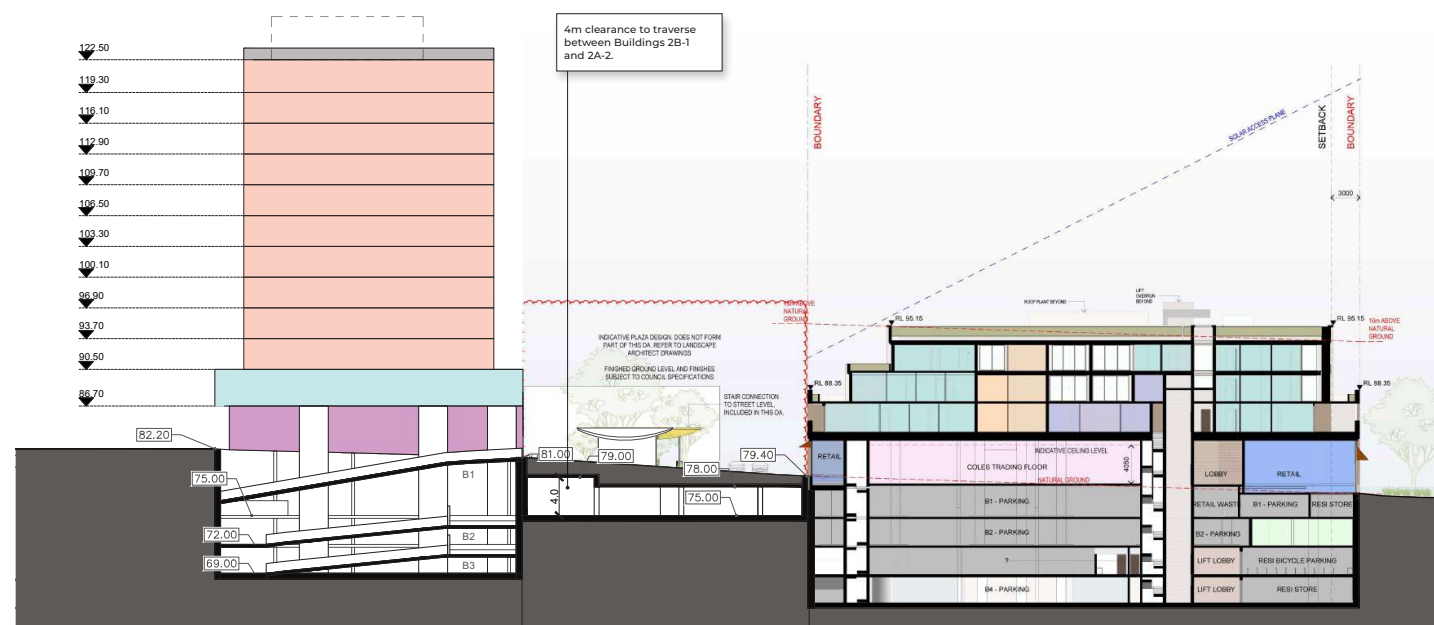 4m clearance to traverse
between Buildings 2B-1
and 2A-2.
122.50
119.30
116.10
112.90
109.70
106.50
103.30
100.10
96.90
93.70
90.50
86.70
82.20
75.00
72.00
69.00
B1
B2
B3
81.00
79.00
78.00
79.40
75.00
4.0
INDICATIVE PLAZA DESIGN. DOES NOT FORM
PART OF THIS DA. REFER TO LANDSCAPE
ARCHITECT DRAWINGS
FINISHED GROUND LEVEL AND FINISHES
SUBJECT TO COUNCIL SPECIFICATIONS
STAIR CONNECTION
TO STREET LEVEL,
INCLUDED IN THIS DA.
ABOVE
NATURAL
GROUND
BOUNDARY
SOLAR ACCESS PLANE
SETBACK
BOUNDARY
3000
ROOF PLANT BEYOND
LIFT
OVERRUN
BEYOND
RL 95.15
RL 95.15
16m ABOVE
NATURAL
GROUND
RL 88.35
RL 88.35
RETAIL
INDICATIVE CEILING LEVEL
COLES TRADING FLOOR
4050
NATURAL GROUND
LOBBY
RETAIL
B1 - PARKING
RETAIL WASTE
B1 - PARKING
RESI STORE
B2 - PARKING
B2 - PARKING
?
LIFT LOBBY
RESI BICYCLE PARKING
B4 - PARKING
LIFT LOBBY
RESI STORE